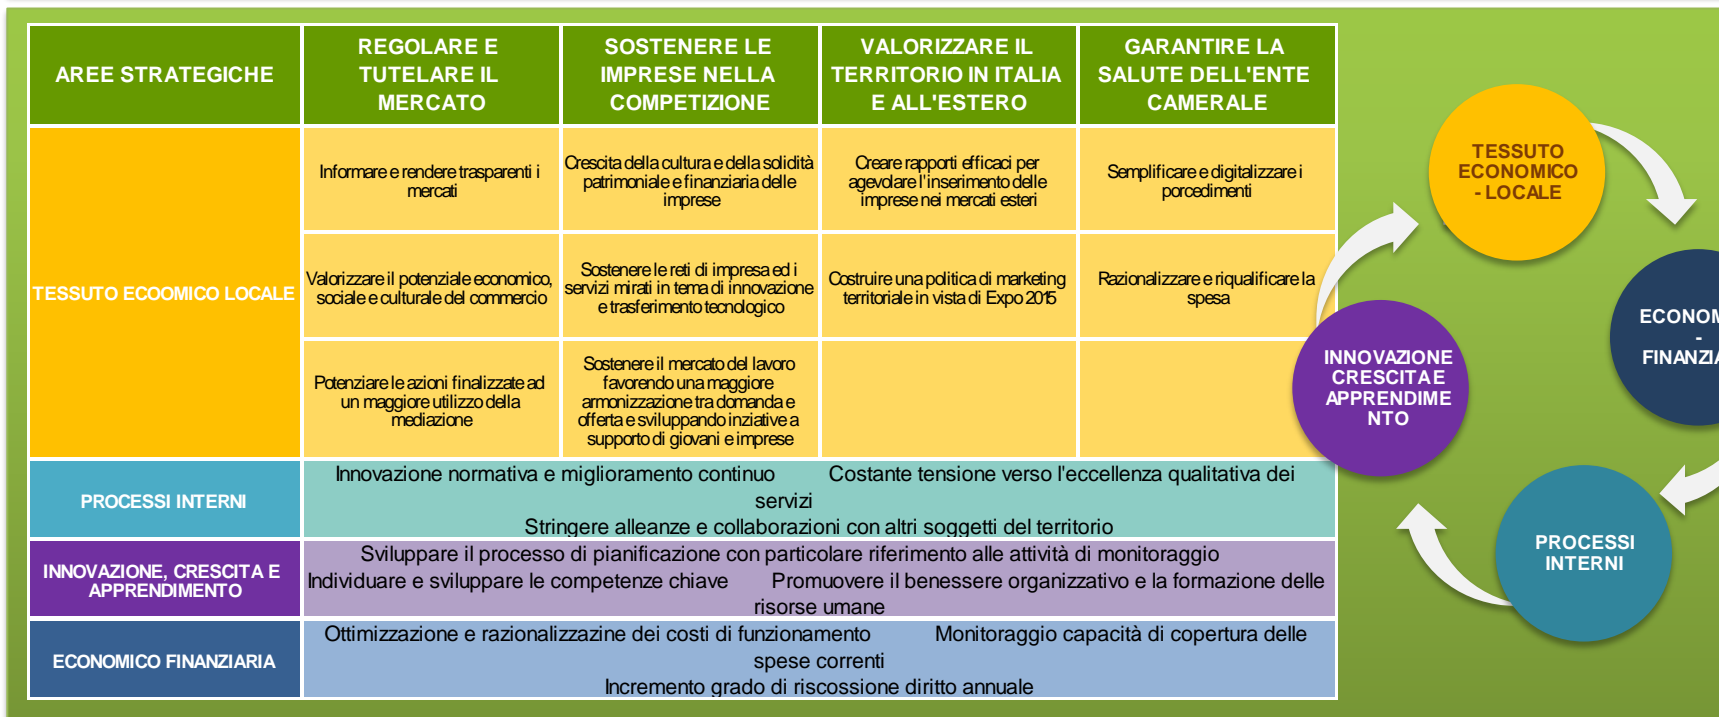 AREE STRATEGICHE
REGOLARE E
TUTELARE IL
MERCATO
SOSTENERE LE
IMPRESE NELLA
COMPETIZIONE
VALORIZZARE IL
TERRITORIO IN ITALIA
E ALL'ESTERO
GARANTIRE LA
SALUTE DELL'ENTE
CAMERALE
TESSUTO ECOOMICO LOCALE
Informare e rendere trasparenti i
mercati
Crescita della cultura e della solidità
patrimoniale e finanziaria delle
imprese
Creare rapporti efficaci per
agevolare l'inserimento delle
imprese nei mercati esteri
Semplificare e digitalizzare i
porcedimenti
Valorizzare il potenziale economico,
sociale e culturale del commercio
Sostenere le reti di impresa ed i
servizi mirati in tema di innovazione
e trasferimento tecnologico
Costruire una politica di marketing
territoriale in vista di Expo 2015
Razionalizzare e riqualificare la
spesa
Potenziare le azioni finalizzate ad
un maggiore utilizzo della
mediazione
Sostenere il mercato del lavoro
favorendo una maggiore
armonizzazione tra domanda e
offerta e sviluppando inziative a
supporto di giovani e imprese
PROCESSI INTERNI
Innovazione normativa e miglioramento continuo Costante tensione verso l'eccellenza qualitativa dei
servizi
Stringere alleanze e collaborazioni con altri soggetti del territorio
INNOVAZIONE, CRESCITA E
APPRENDIMENTO
Sviluppare il processo di pianificazione con particolare riferimento alle attività di monitoraggio
Individuare e sviluppare le competenze chiave Promuovere il benessere organizzativo e la formazione delle
risorse umane
ECONOMICO FINANZIARIA
Ottimizzazione e razionalizzazine dei costi di funzionamento Monitoraggio capacità di copertura delle
spese correnti
Incremento grado di riscossione diritto annuale
TESSUTO
ECONOMICO
- LOCALE
ECONOM
-
FINANZIA
PROCESSI
INTERNI
INNOVAZIONE
CRESCITA E
APPRENDIME
NTO